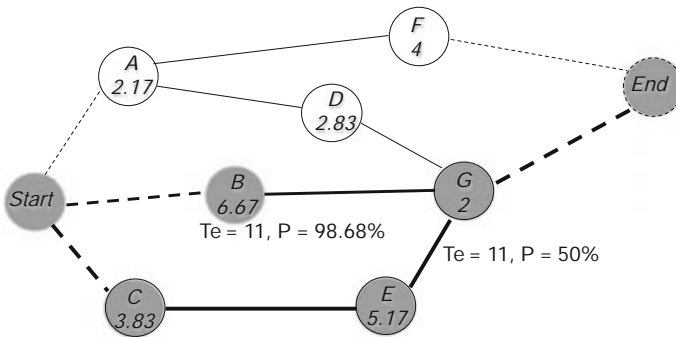 F
4
A
2.17
End
D
2.83
Start
B
6.67
G
2
Te = 11, P = 98.68%
Te = 11, P = 50%
C
3.83
E
5.17